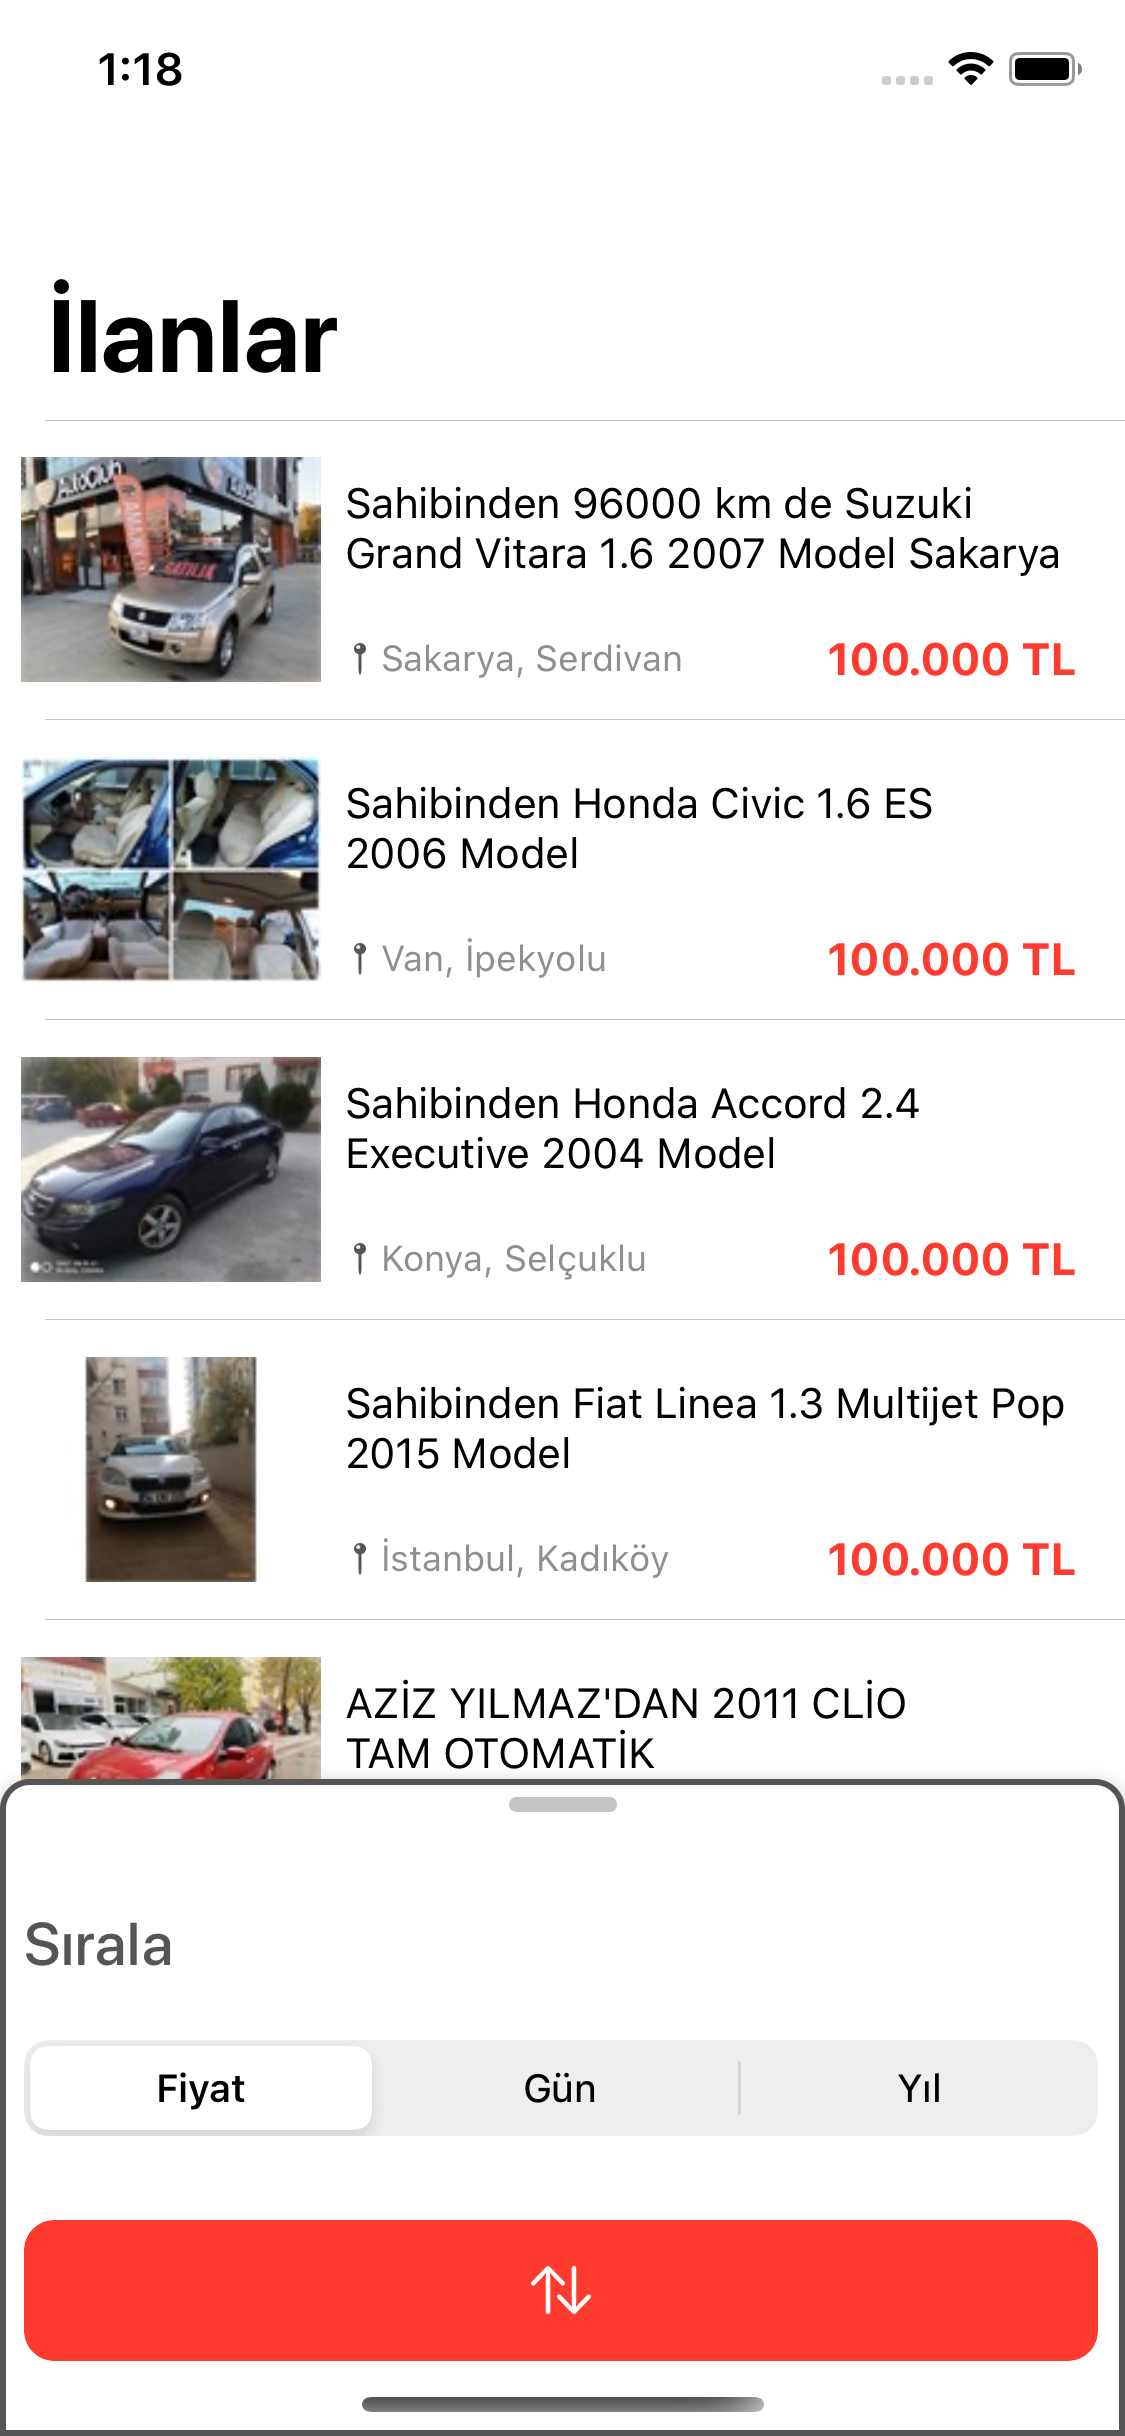 1:18
İlanlar
AutoClub
SATILIK
Sahibinden 96000 km de Suzuki
Grand Vitara 1.6 2007 Model Sakarya
Sakarya, Serdivan
100.000 TL
Sahibinden Honda Civic 1.6 ES
2006 Model
Van, İpekyolu
100.000 TL
Sahibinden Honda Accord 2.4
Executive 2004 Model
Konya, Selçuklu
100.000 TL
Sahibinden Fiat Linea 1.3 Multijet Pop
2015 Model
İstanbul, Kadıköy
100.000 TL
AZİZ YILMAZ'DAN 2011 CLİO
TAM OTOMATİK
Sırala
Fiyat
Gün
Yıl